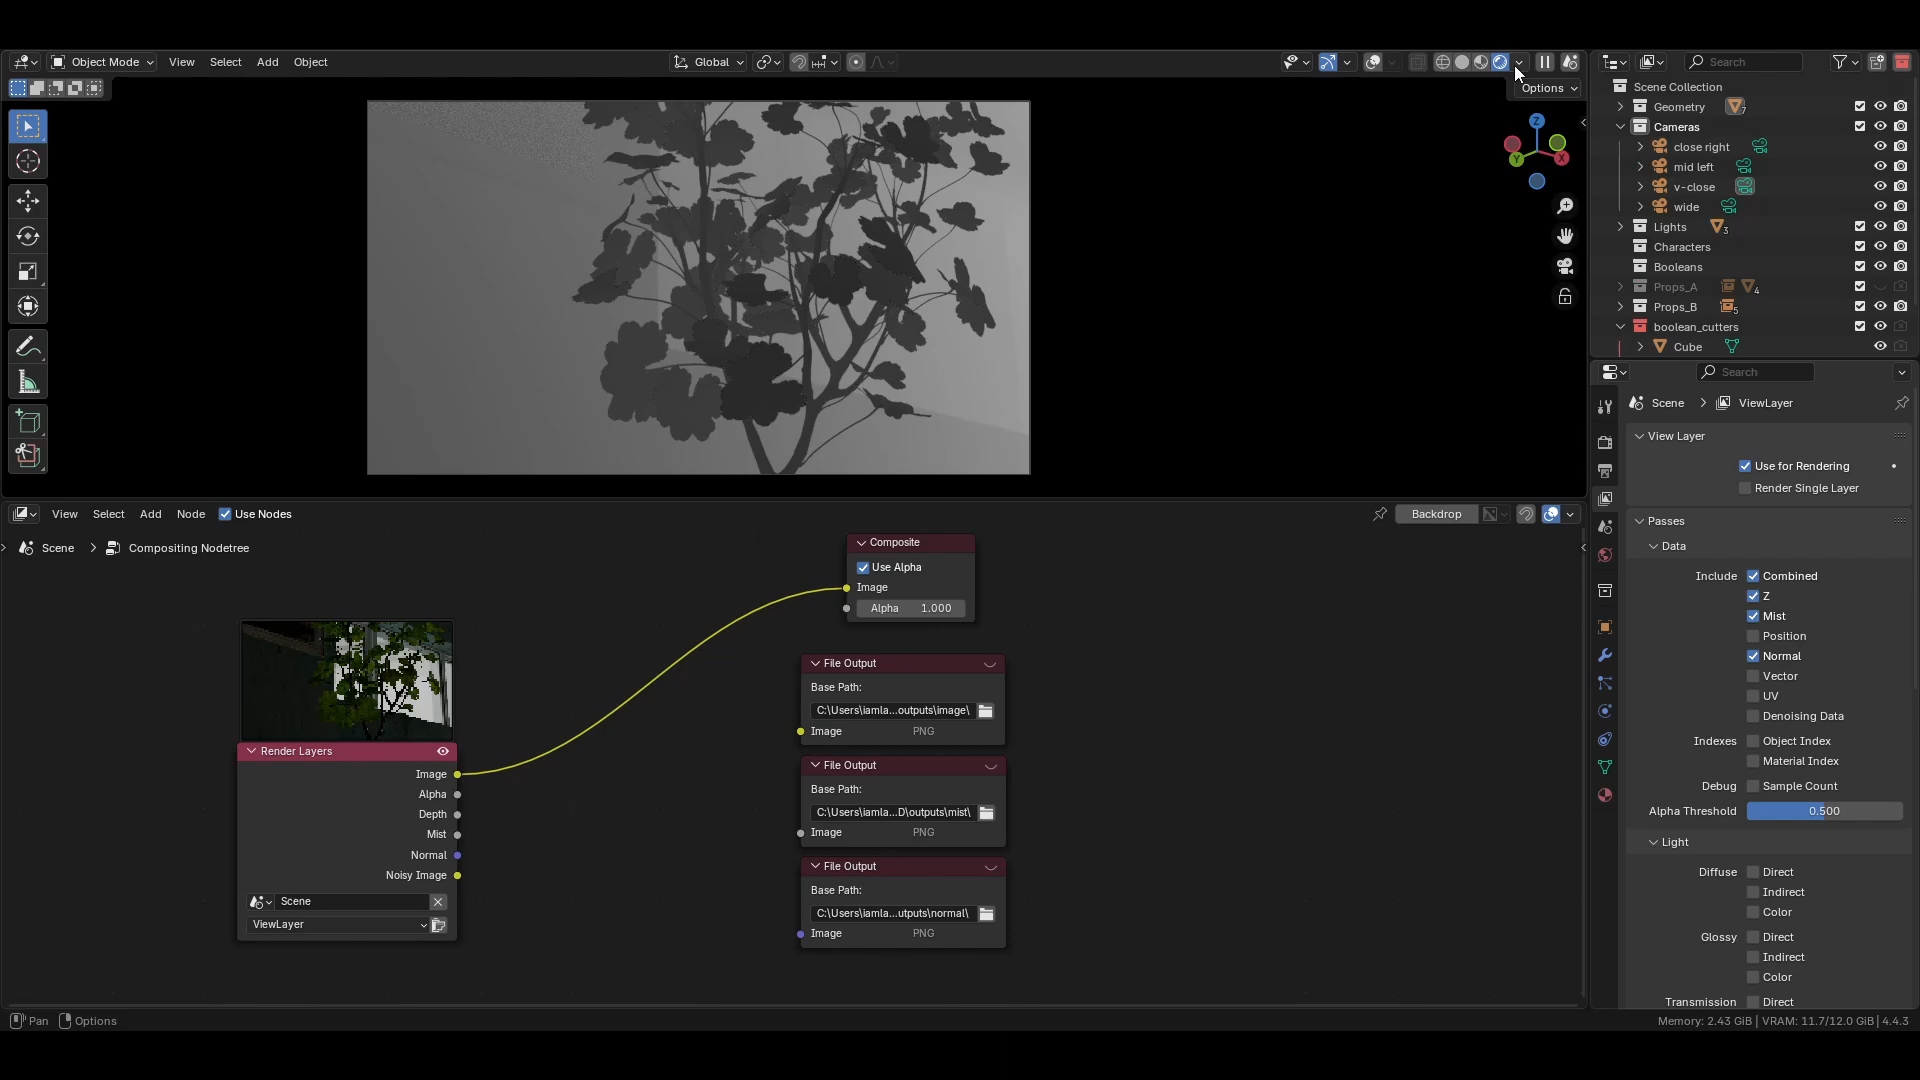 Object Mode View Select Add Object Global
Options
Z
Y X
Search
Scene Collection
Geometry 7
Cameras
close right
mid left
v-close
wide
Lights 3
Characters
Booleans
Props_A 4
Props_B 5
boolean_cutters
Cube
Search
Scene > ViewLayer
View Layer
Use for Rendering
Render Single Layer
Passes
Data
Include Combined
Z
Mist
Position
Normal
Vector
UV
Denoising Data
Indexes Object Index
Material Index
Debug Sample Count
Alpha Threshold 0.500
Light
Diffuse Direct
Indirect
Color
Glossy Direct
Indirect
Color
Transmission Direct
View Select Add Node Use Nodes Backdrop
Scene > Compositing Nodetree
Composite
Use Alpha
Image
Alpha 1.000
File Output
Base Path:
C:\Users\iamla...outputs\image\
Image PNG
File Output
Base Path:
C:\Users\iamla...D\outputs\mist\
Image PNG
File Output
Base Path:
C:\Users\iamla...utputs\normal\
Image PNG
Render Layers
Image
Alpha
Depth
Mist
Normal
Noisy Image
Scene
ViewLayer
Pan Options
Memory: 2.43 GiB | VRAM: 11.7/12.0 GiB | 4.4.3